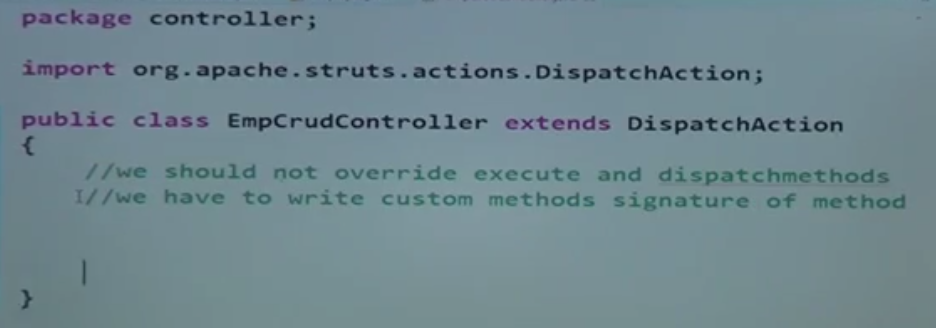 package controller;
import org.apache.struts.actions.DispatchAction;
public class EmpCrudController extends DispatchAction
{
//we should not override execute and dispatchmethods
//we have to write custom methods signature of method
}